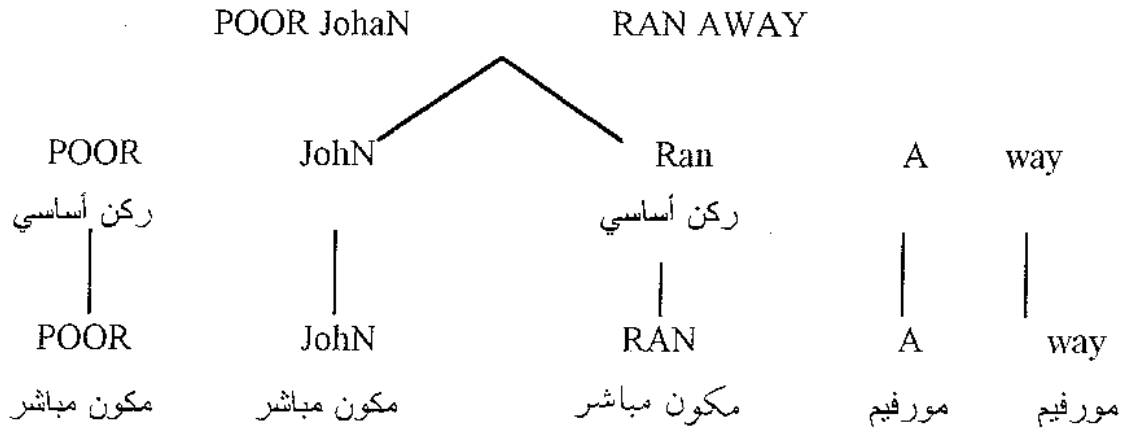 POOR JohaN RAN AWAY
POOR JohN Ran A way
ركن أساسي ركن أساسي
POOR JohN RAN A way
مكون مباشر مكون مباشر مكون مباشر مورفيم مورفيم